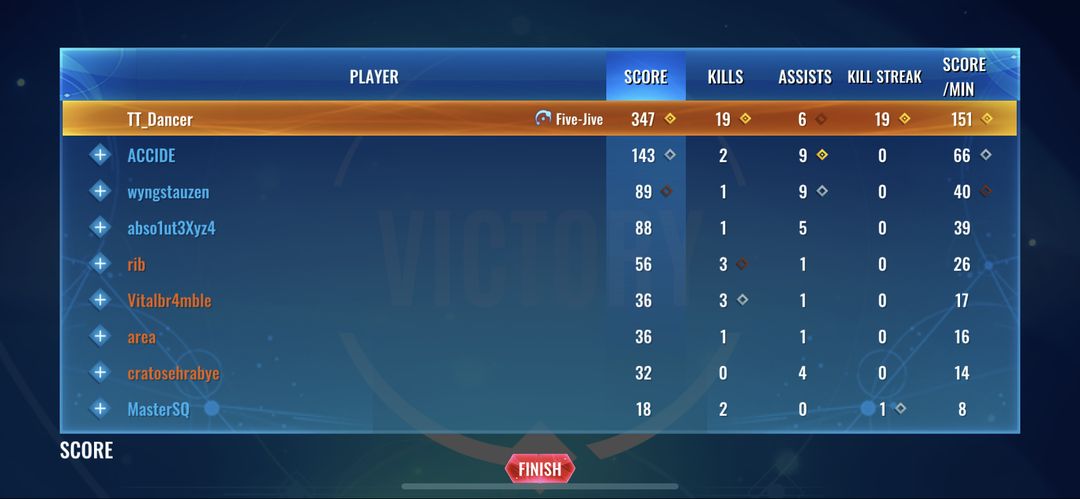 PLAYER SCORE KILLS ASSISTS KILL STREAK SCORE /MIN
TT_Dancer Five-Jive 347 19 6 19 151
ACCIDE 143 2 9 0 66
wyngstauzen 89 1 9 0 40
abso1ut3Xyz4 88 1 5 0 39
rib 56 3 1 0 26
Vitalbr4mble 36 3 1 0 17
area 36 1 1 0 16
cratosehrabye 32 0 4 0 14
MasterSQ 18 2 0 1 8
VICTORY
SCORE
FINISH